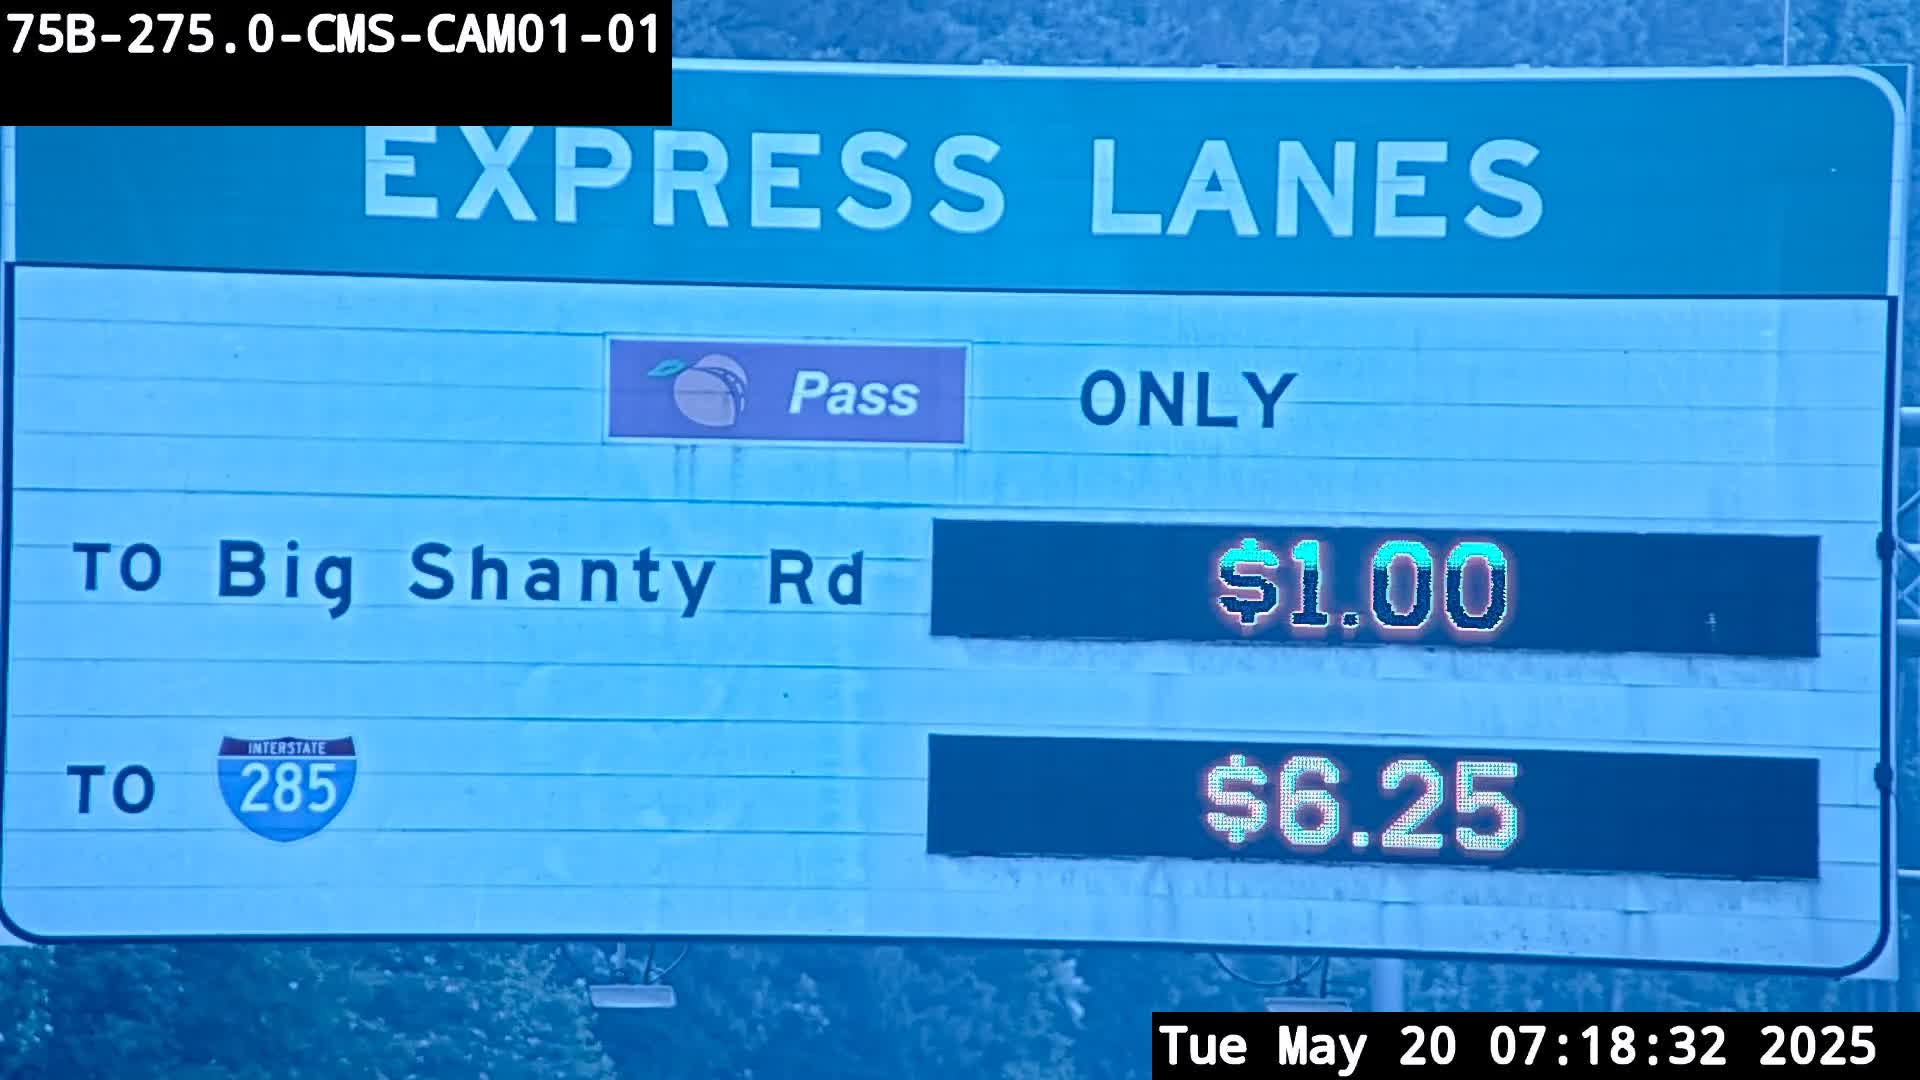 75B-275.0-CMS-CAM01-01
EXPRESS LANES
Pass ONLY
TO Big Shanty Rd $1.00
TO INTERSTATE 285 $6.25
Tue May 20 07:18:32 2025